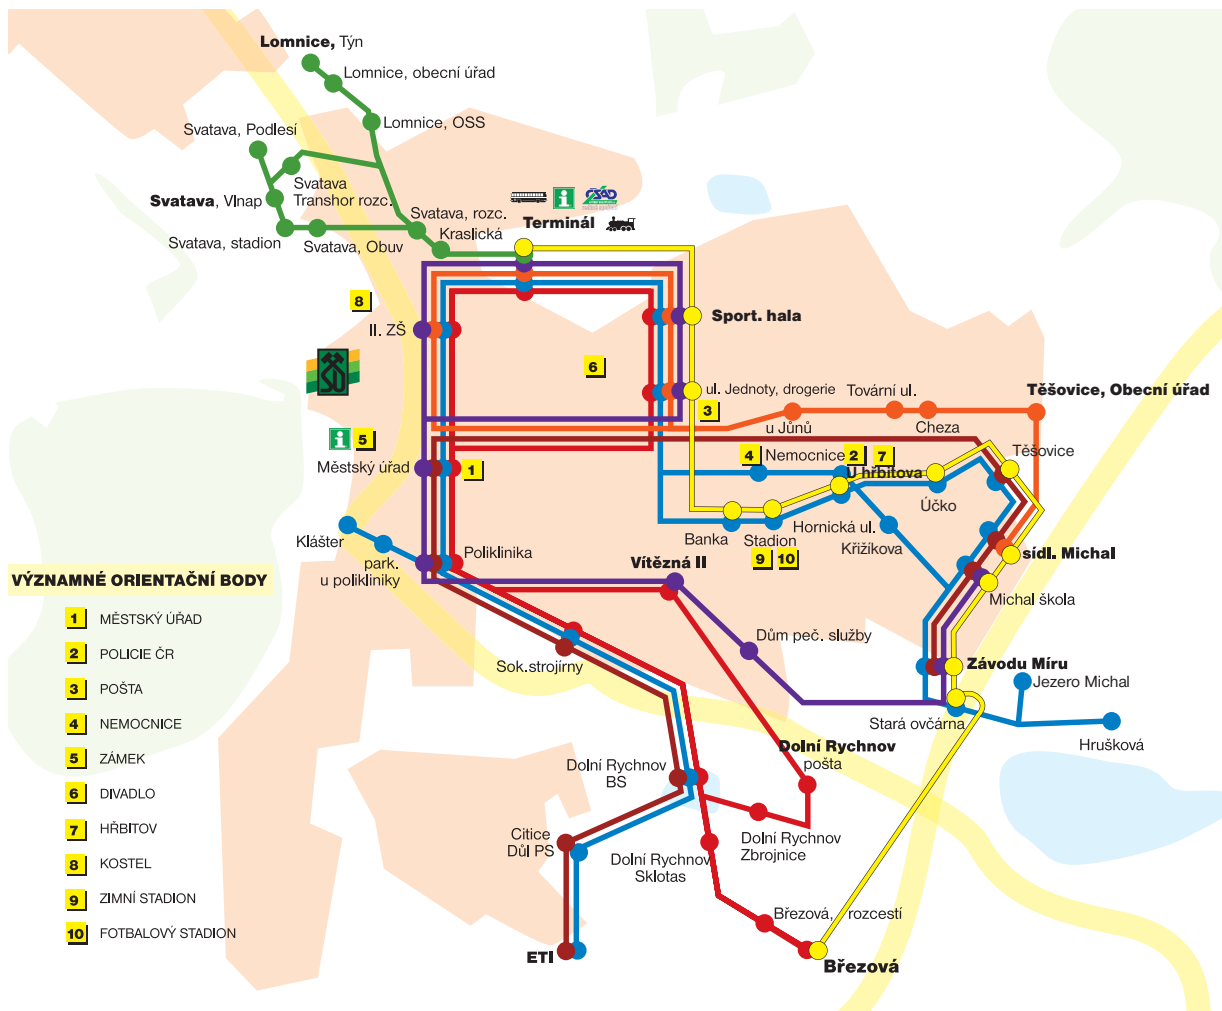 Lomnice, Týn
Lomnice, obecní úřad
Lomnice, OSS
Svatava, Podlesí
Svatava
Transhor rozc.
Svatava, Vlnap
Svatava, stadion
Svatava, Obuv
Svatava, rozc.
Kraslická
ČSAD
Terminál
8
II. ZŠ
Sport. hala
6
ul. Jednoty, drogerie
3
Tovární ul.
Těšovice, Obecní úřad
u Jůnů
Cheza
5
Městský úřad
1
4
Nemocnice
2
7
U hřbitova
Těšovice
Účko
Klášter
park.
u polikliniky
Poliklinika
Banka
Stadion
9
10
Hornická ul.
Křižíkova
sídl. Michal
Vítězná II
Michal škola
Dům peč. služby
Sok.strojírny
Závodu Míru
Jezero Michal
Stará ovčárna
Hrušková
Dolní Rychnov
pošta
Dolní Rychnov
BS
Citice
Důl PS
Dolní Rychnov
Zbrojnice
Dolní Rychnov
Sklotas
Březová, rozcestí
ETI
Březová
VÝZNAMNÉ ORIENTAČNÍ BODY
1 MĚSTSKÝ ÚŘAD
2 POLICIE ČR
3 POŠTA
4 NEMOCNICE
5 ZÁMEK
6 DIVADLO
7 HŘBITOV
8 KOSTEL
9 ZIMNÍ STADION
10 FOTBALOVÝ STADION